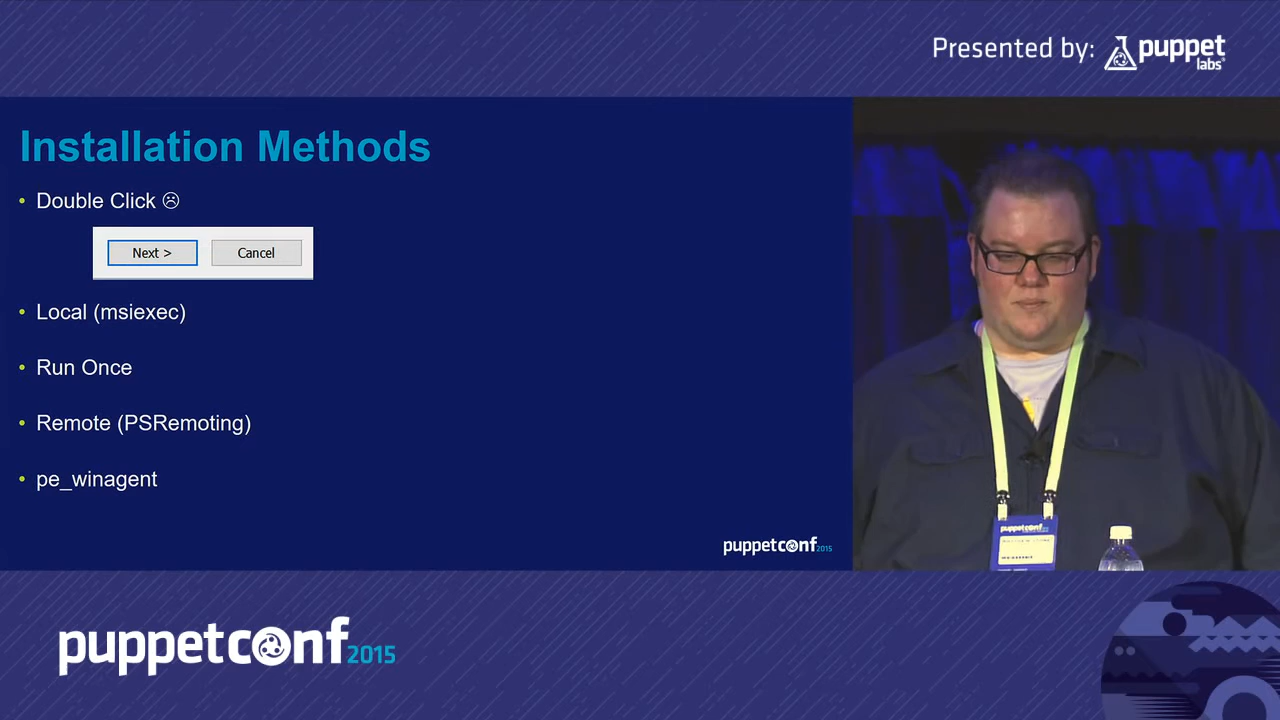 Presented by: puppet labs
Installation Methods
• Double Click ☹
Next >
Cancel
• Local (msiexec)
• Run Once
• Remote (PSRemoting)
• pe_winagent
puppetconf 2015
puppetconf
puppetconf 2015